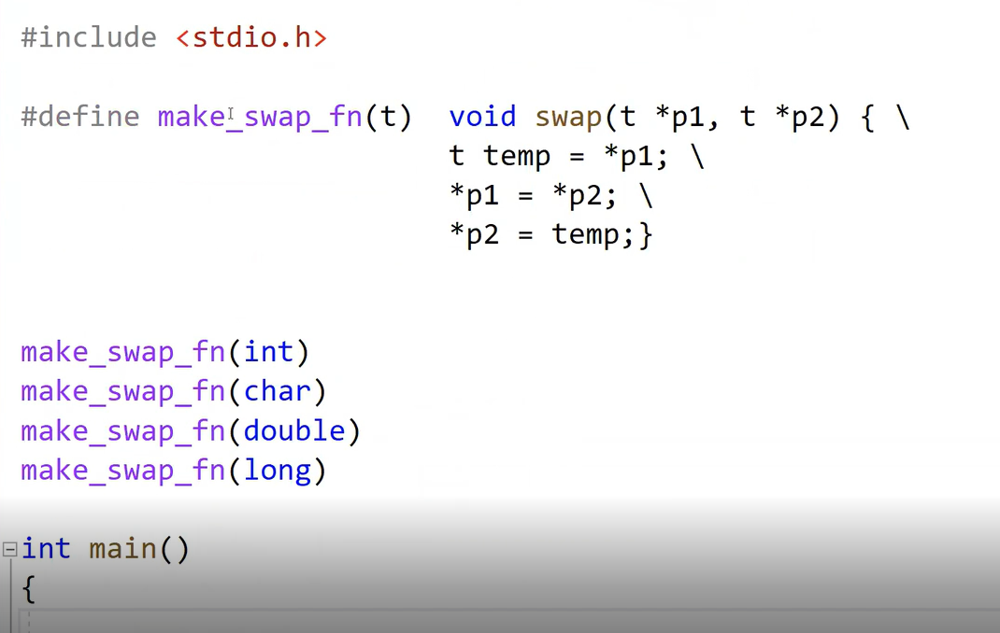 #include <stdio.h>
#define make_swap_fn(t) void swap(t *p1, t *p2) { \
t temp = *p1; \
*p1 = *p2; \
*p2 = temp;}
make_swap_fn(int)
make_swap_fn(char)
make_swap_fn(double)
make_swap_fn(long)
int main()
{